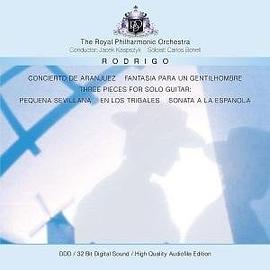 The Royal Philharmonic Orchestra
Conductor: Jacek Kaspszyk Soloist: Carlos Bonell
RODRIGO
CONCIERTO DE ARANJUEZ FANTASIA PARA UN GENTILHOMBRE
THREE PIECES FOR SOLO GUITAR:
PEQUENA SEVILLANA EN LOS TRIGALES SONATA A LA ESPANOLA
DDD / 32 Bit Digital Sound / High Quality Audiofile Edition